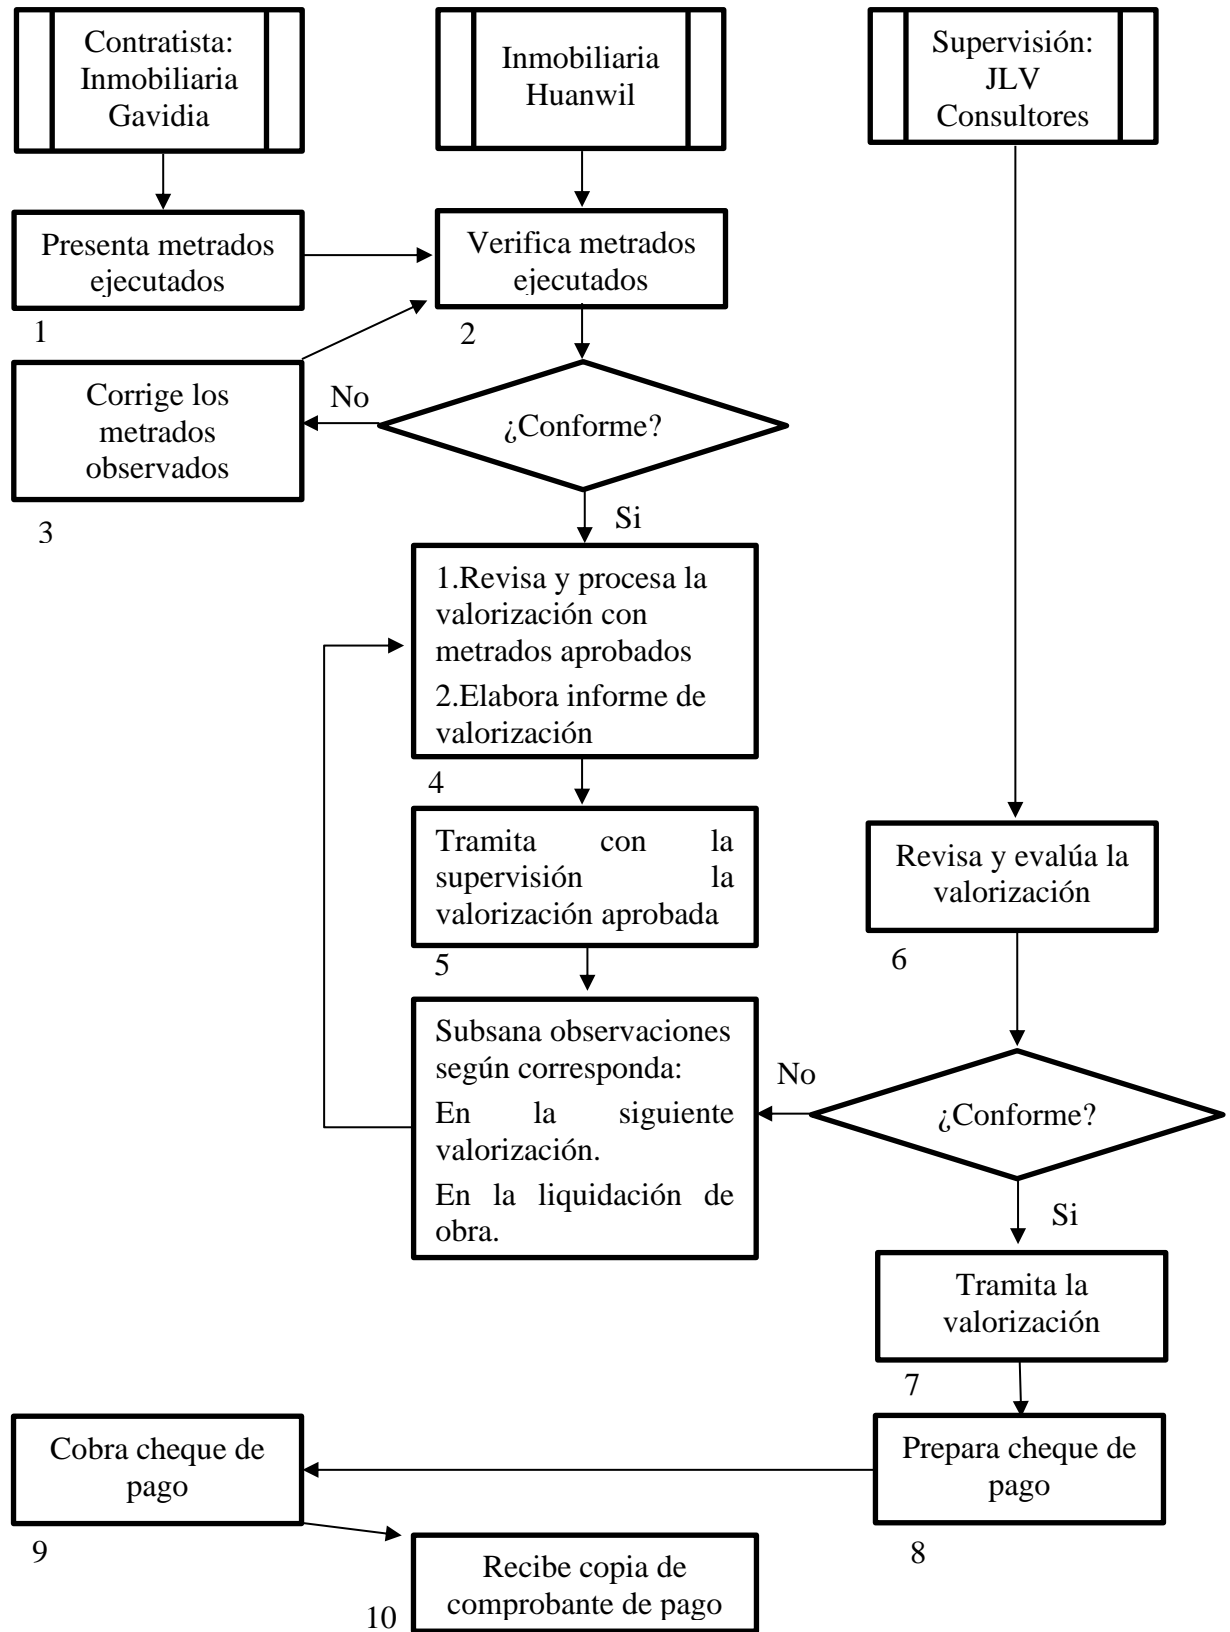 Contratista:
Inmobiliaria
Gavidia
Inmobiliaria
Huanwil
Supervisión:
JLV
Consultores
Presenta metrados
ejecutados
1
Verifica metrados
ejecutados
2
Corrige los
metrados
observados
3
No
¿Conforme?
Si
1.Revisa y procesa la
valorización con
metrados aprobados
2.Elabora informe de
valorización
4
Tramita con la
supervisión la
valorización aprobada
5
Revisa y evalúa la
valorización
6
Subsana observaciones
según corresponda:
En la siguiente
valorización.
En la liquidación de
obra.
No
¿Conforme?
Si
Tramita la
valorización
7
Prepara cheque de
pago
8
Cobra cheque de
pago
9
Recibe copia de
comprobante de pago
10